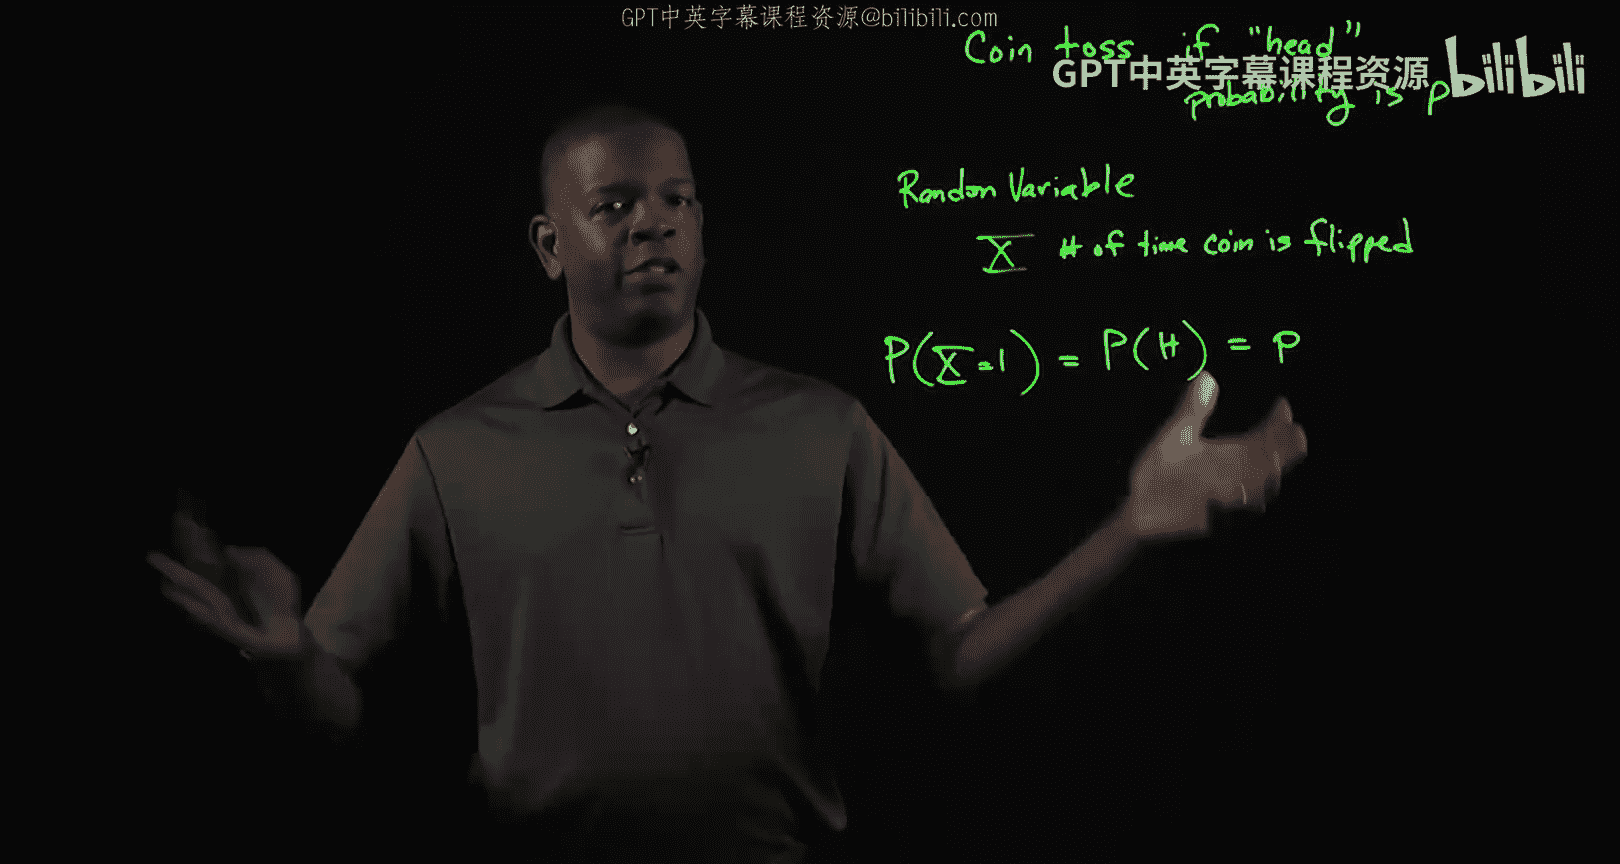 GPT中英字幕课程资源@bilibili.com
Coin toss if "head"
GPT中英字幕课程资源 bilibili
probability is p
Random Variable
X # of time coin is flipped
P(X=1) = P(H) = P